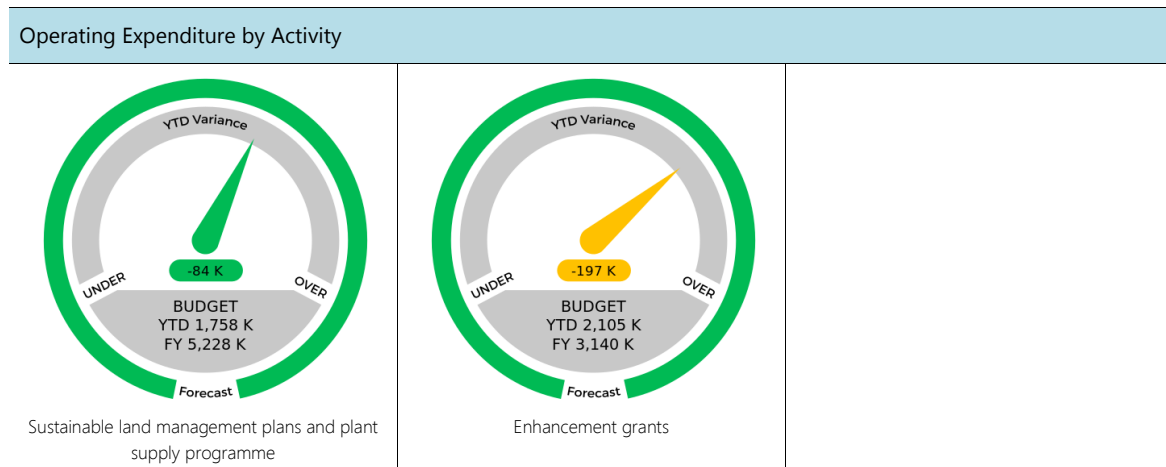 Operating Expenditure by Activity
YTD Variance
-84 K
UNDER
OVER
BUDGET
YTD 1,758 K
FY 5,228 K
Forecast
Sustainable land management plans and plant
supply programme
YTD Variance
-197 K
UNDER
OVER
BUDGET
YTD 2,105 K
FY 3,140 K
Forecast
Enhancement grants